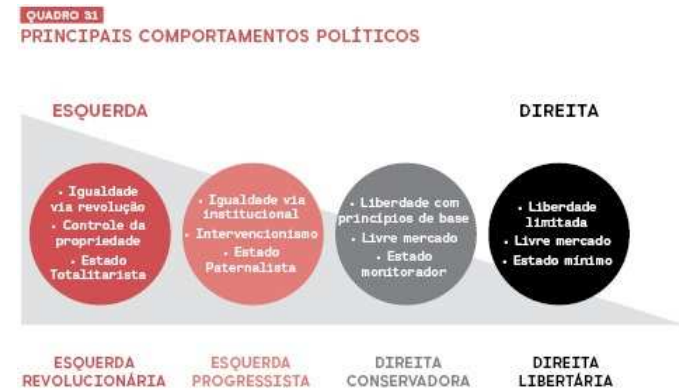 QUADRO 31
PRINCIPAIS COMPORTAMENTOS POLÍTICOS
ESQUERDA
DIREITA
• Igualdade
via revolução
• Controle da
propriedade
• Estado
Totalitarista
• Igualdade via
institucional
• Intervencionismo
• Estado
Paternalista
• Liberdade com
princípios de base
• Livre mercado
• Estado
monitorador
• Liberdade
limitada
• Livre mercado
• Estado mínimo
ESQUERDA
REVOLUCIONÁRIA
ESQUERDA
PROGRESSISTA
DIREITA
CONSERVADORA
DIREITA
LIBERTÁRIA